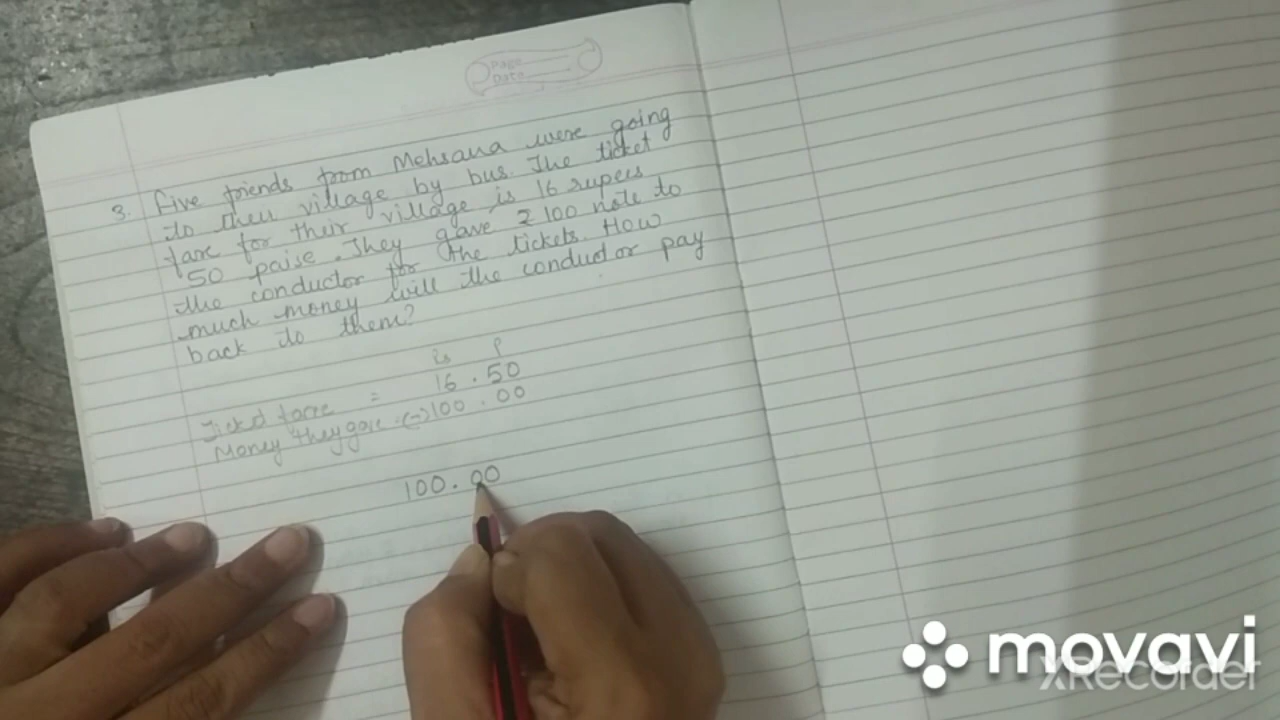 Page
Date
3. Five friends from Mehsana were going
to their village by bus. The ticket
fare for their village is 16 rupees
50 paise. They gave ₹ 100 note to
the conductor for the tickets. How
much money will the conductor pay
back to them?
Rs P
Ticket fare = 16.50
Money they gave (-) 100.00
100.00
movavi
XRecorder